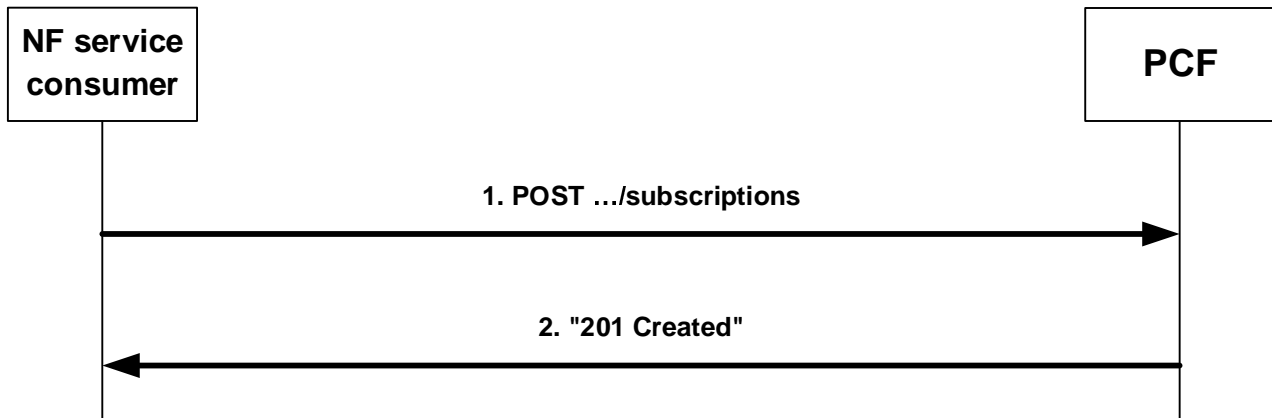 NF service
consumer
PCF
1. POST …/subscriptions
2. "201 Created"